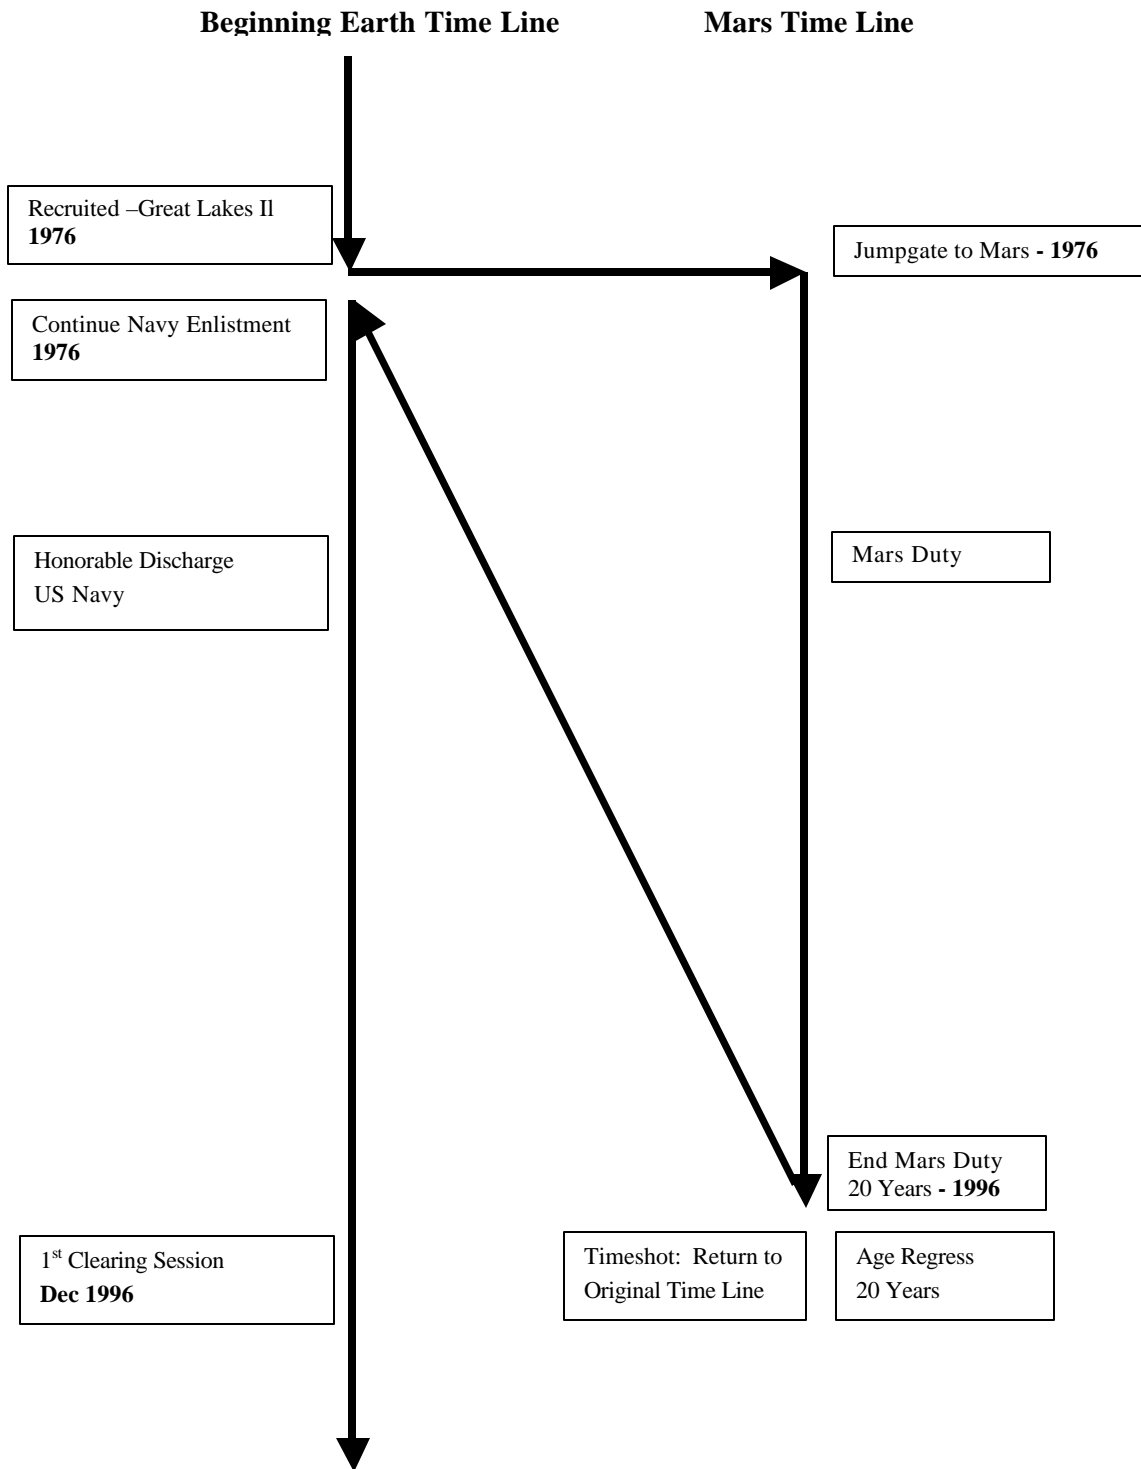 Beginning Earth Time Line
Mars Time Line
Recruited –Great Lakes Il
1976
Jumpgate to Mars - 1976
Continue Navy Enlistment
1976
Honorable Discharge
US Navy
Mars Duty
End Mars Duty
20 Years - 1996
1st Clearing Session
Dec 1996
Timeshot: Return to
Original Time Line
Age Regress
20 Years